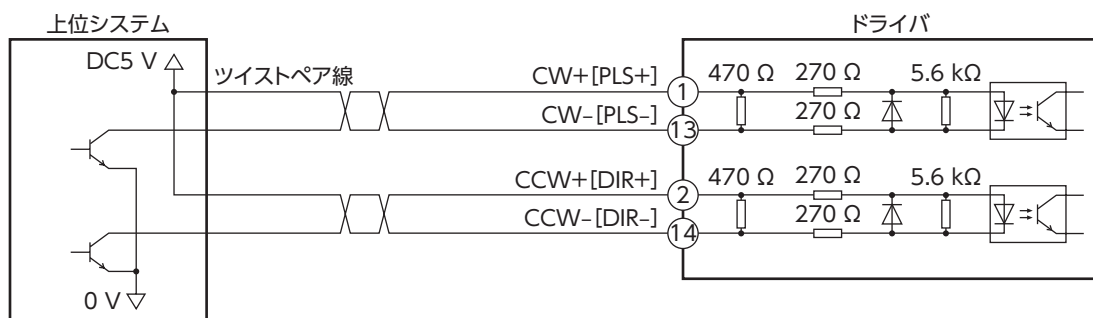 上位システム
ドライバ
DC5 V
ツイストペア線
CW+[PLS+]
1
470 Ω
270 Ω
5.6 kΩ
CW-[PLS-]
13
270 Ω
CCW+[DIR+]
2
470 Ω
270 Ω
5.6 kΩ
CCW-[DIR-]
14
270 Ω
0 V